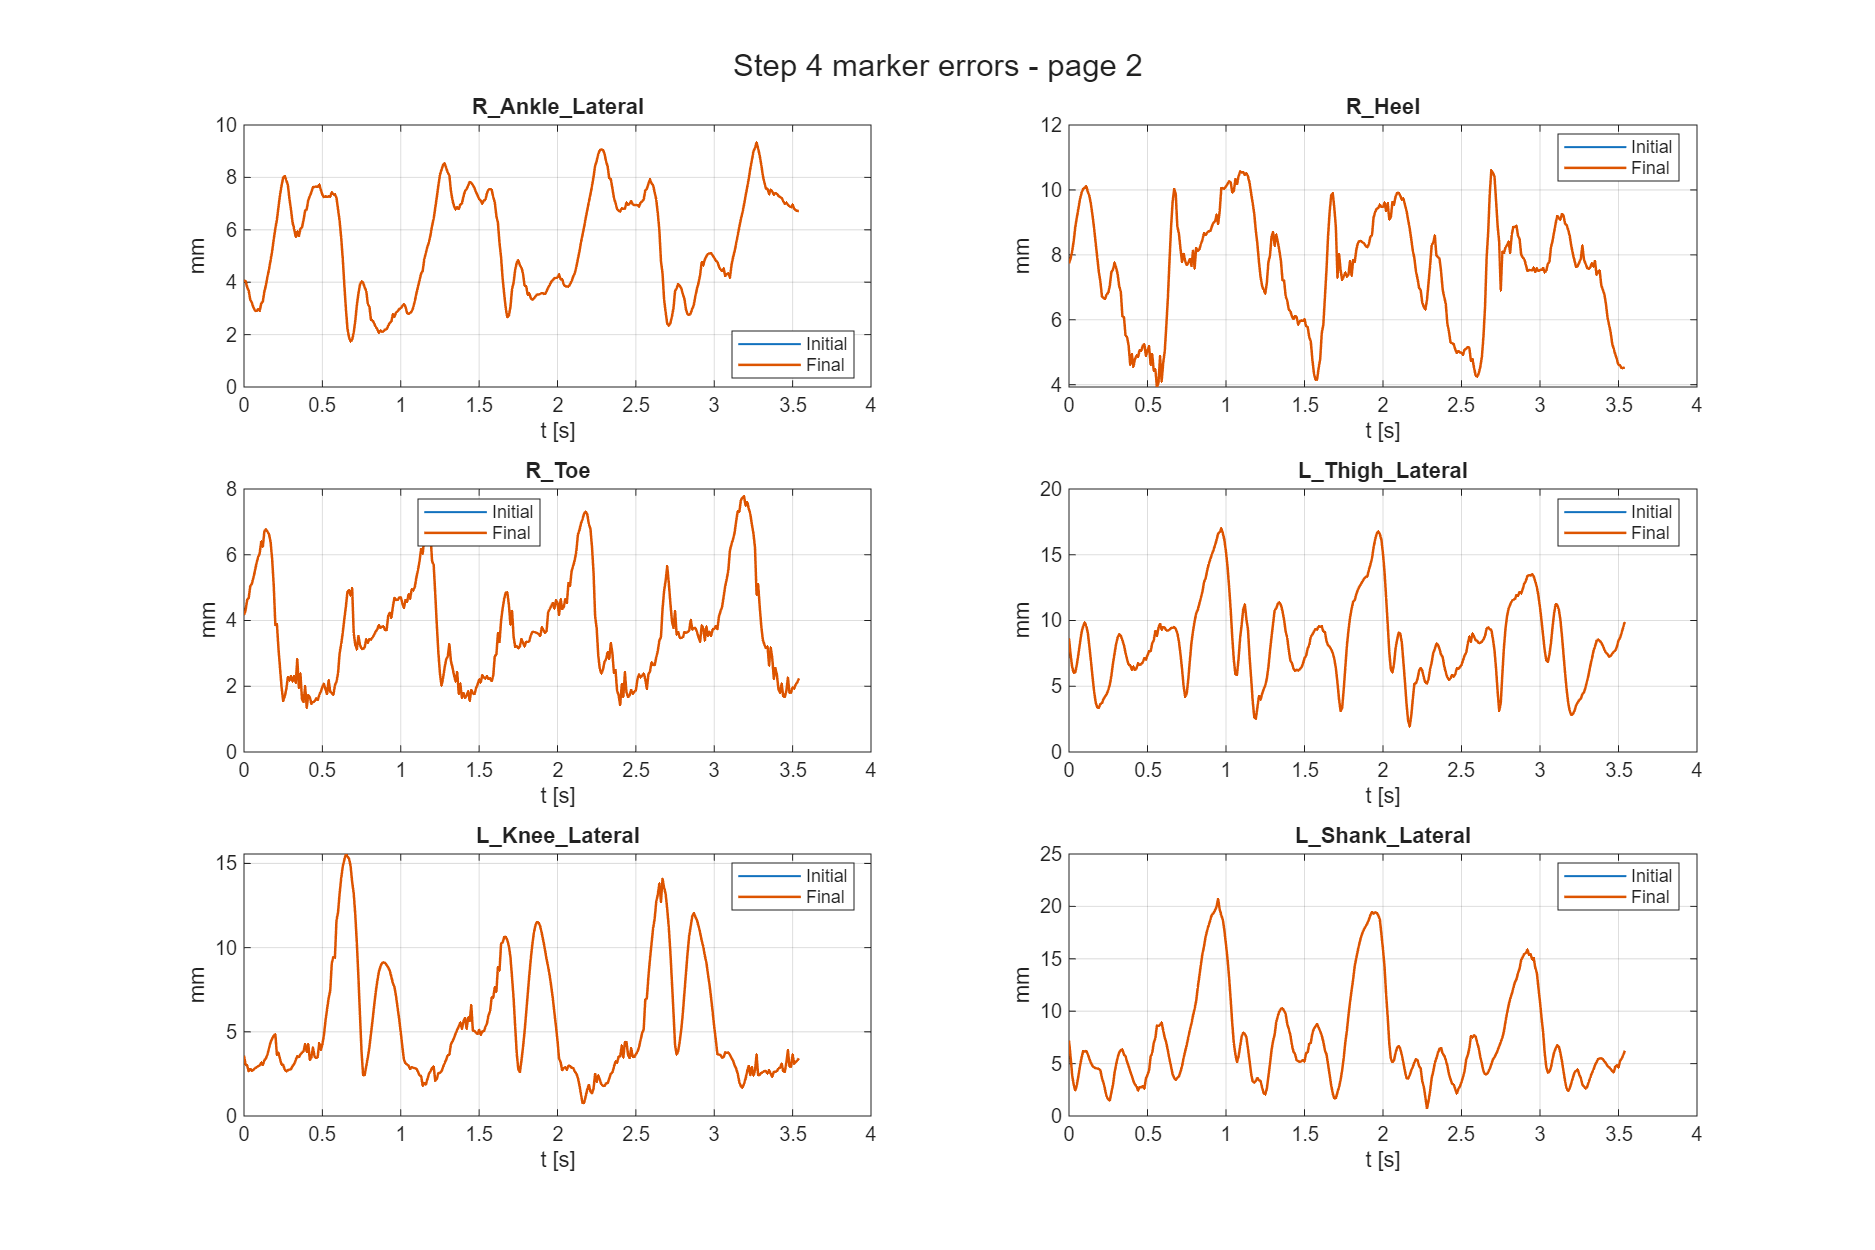 Step 4 marker errors - page 2
R_Ankle_Lateral
10
8
6
4
2
0
mm
Initial
Final
0 0.5 1 1.5 2 2.5 3 3.5 4
t [s]
R_Heel
12
10
8
6
4
mm
Initial
Final
0 0.5 1 1.5 2 2.5 3 3.5 4
t [s]
R_Toe
8
6
4
2
0
mm
Initial
Final
0 0.5 1 1.5 2 2.5 3 3.5 4
t [s]
L_Thigh_Lateral
20
15
10
5
0
mm
Initial
Final
0 0.5 1 1.5 2 2.5 3 3.5 4
t [s]
L_Knee_Lateral
15
10
5
0
mm
Initial
Final
0 0.5 1 1.5 2 2.5 3 3.5 4
t [s]
L_Shank_Lateral
25
20
15
10
5
0
mm
Initial
Final
0 0.5 1 1.5 2 2.5 3 3.5 4
t [s]